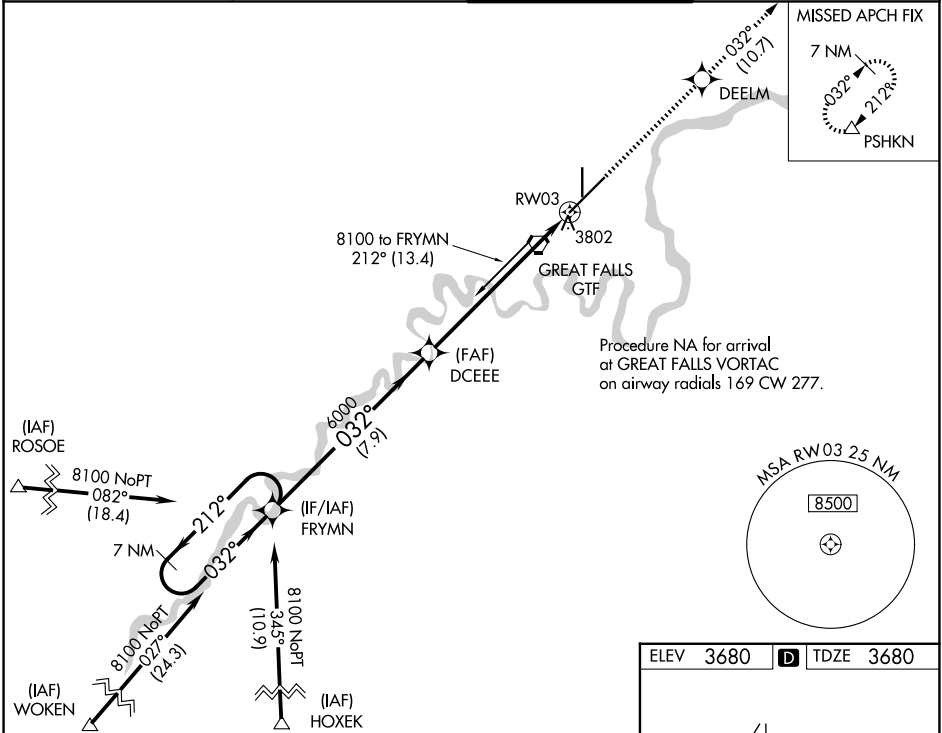 MISSED APCH FIX
7 NM
032°
212°
PSHKN
032°
(10.7)
DEELM
RW03
3802
8100 to FRYMN
212° (13.4)
GREAT FALLS
GTF
(FAF)
DCEEE
Procedure NA for arrival
at GREAT FALLS VORTAC
on airway radials 169 CW 277.
6000
032°
(7.9)
(IAF)
ROSOE
8100 NoPT
082°
(18.4)
212°
(IF/IAF)
FRYMN
7 NM
032°
MSA RW03 25 NM
8500
8100 NoPT
027°
(24.3)
8100 NoPT
345°
(10.9)
(IAF)
WOKEN
(IAF)
HOXEK
ELEV 3680 D TDZE 3680